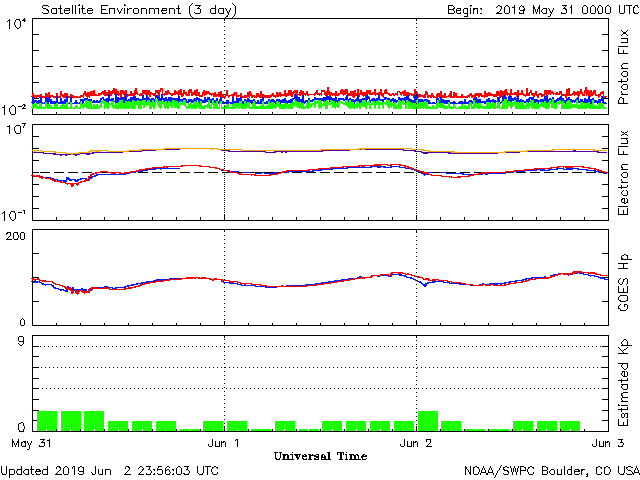 Satellite Environment (3 day) Begin: 2019 May 31 0000 UTC
10⁴
10⁻²
Proton Flux
10⁷
10⁻¹
Electron Flux
200
0
GOES Hp
9
0
Estimated Kp
May 31 Jun 1 Jun 2 Jun 3
Universal Time
Updated 2019 Jun 2 23:56:03 UTC NOAA/SWPC Boulder, CO USA